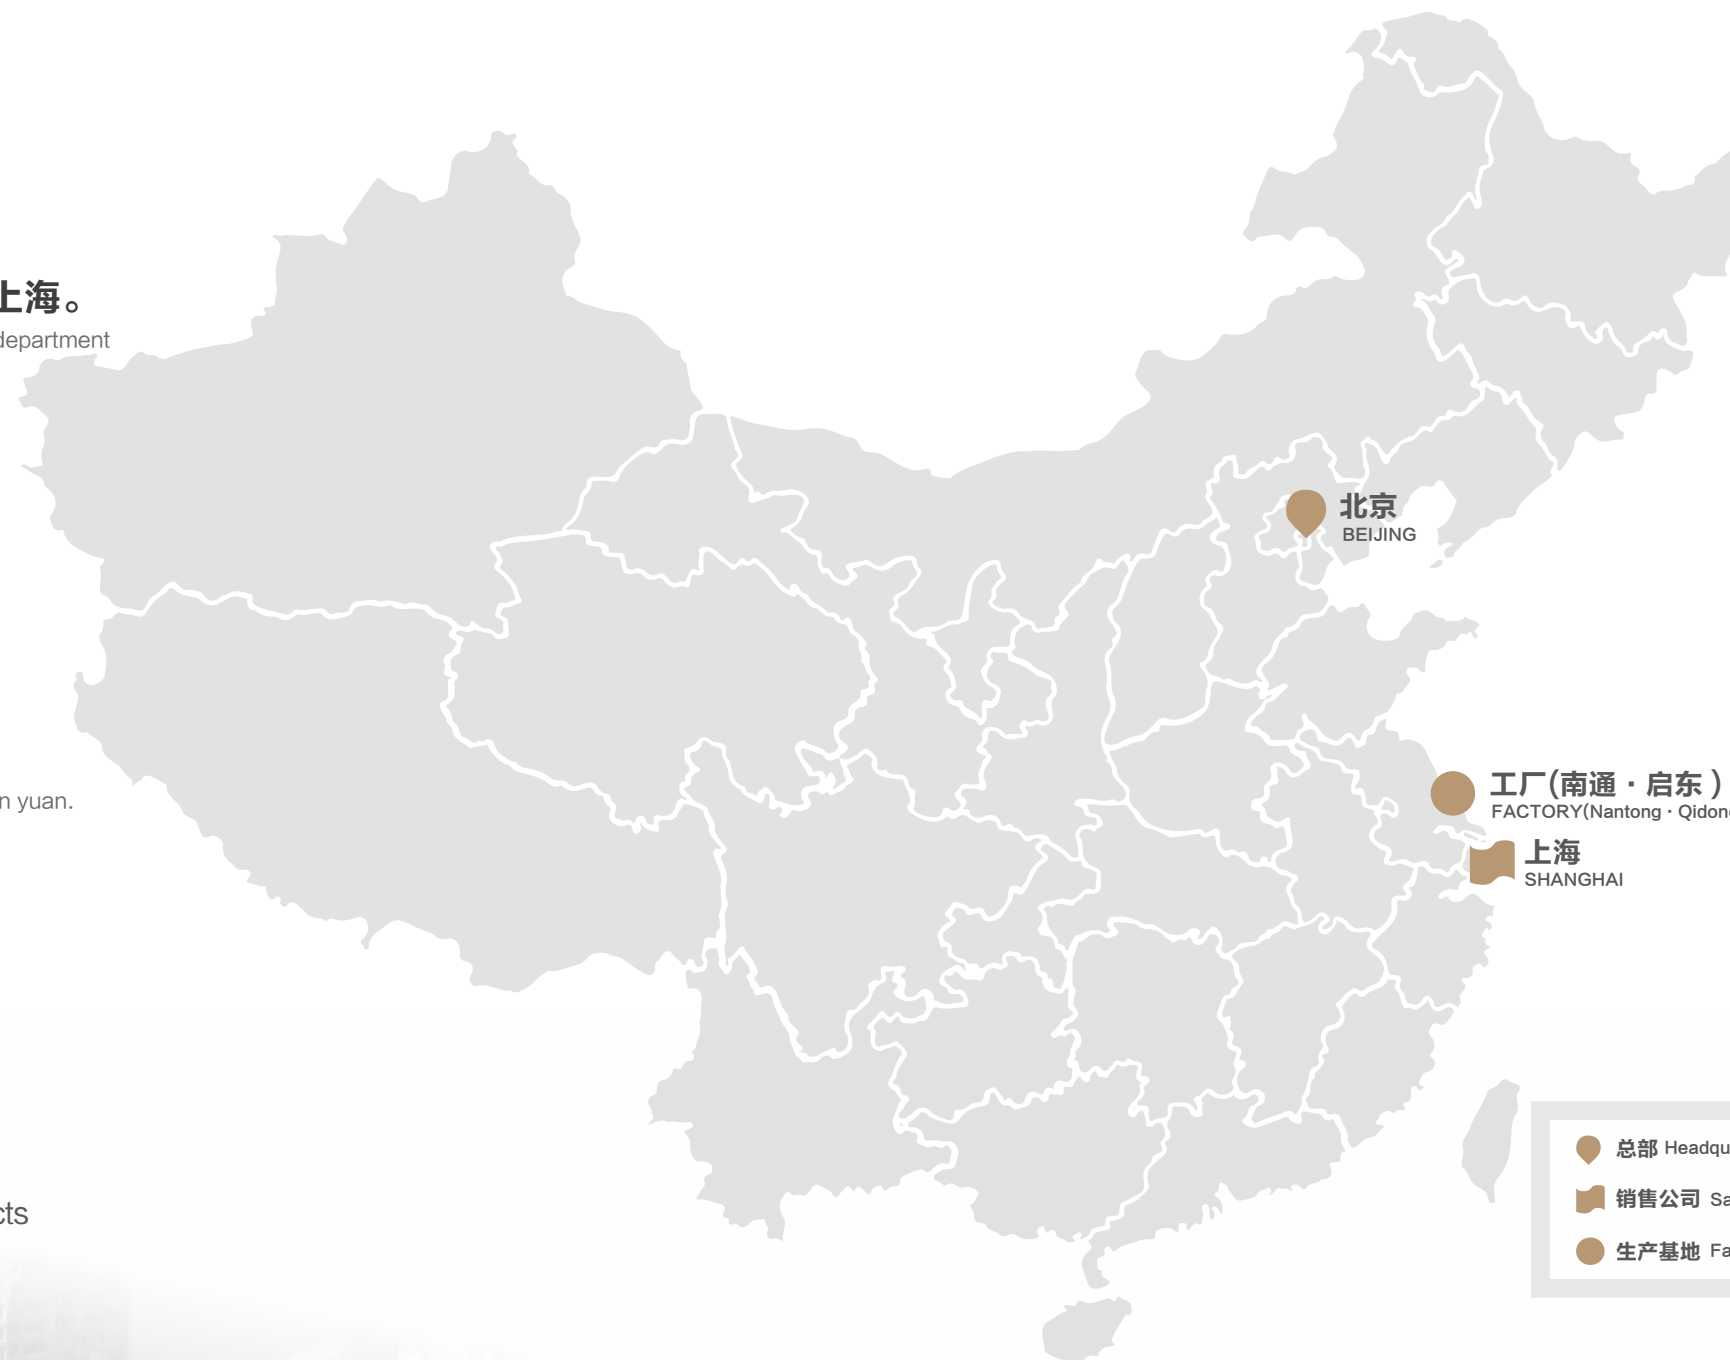 上海。
department
北京
BEIJING
n yuan.
工厂(南通 · 启东 )
FACTORY(Nantong · Qidong
上海
SHANGHAI
总部 Headqu
销售公司 Sa
生产基地 Fa
cts